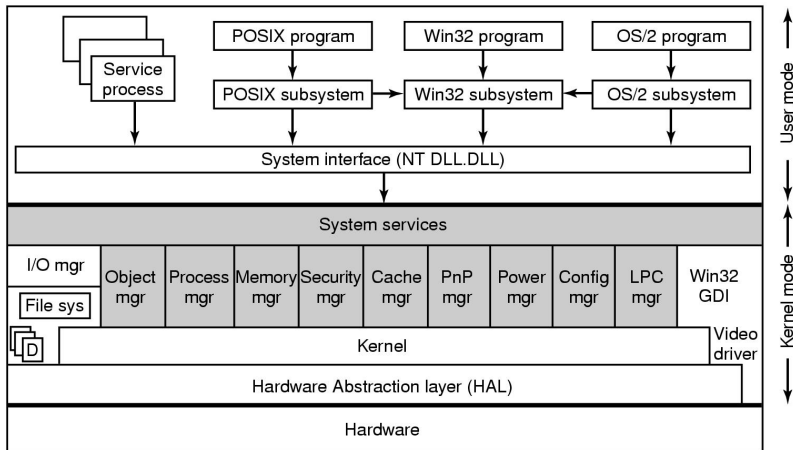 POSIX program
Win32 program
OS/2 program
Service
process
POSIX subsystem
Win32 subsystem
OS/2 subsystem
System interface (NT DLL.DLL)
User mode
System services
I/O mgr
File sys
D
Object
mgr
Process
mgr
Memory
mgr
Security
mgr
Cache
mgr
PnP
mgr
Power
mgr
Config
mgr
LPC
mgr
Win32
GDI
Video
driver
Kernel
Hardware Abstraction layer (HAL)
Kernel mode
Hardware